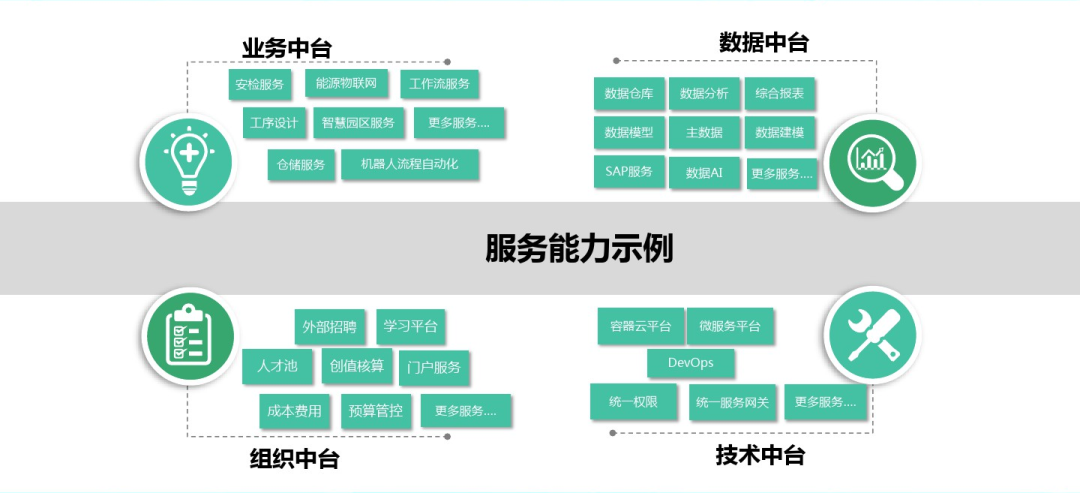 业务中台
安检服务
能源物联网
工作流服务
工序设计
智慧园区服务
更多服务....
仓储服务
机器人流程自动化
数据中台
数据仓库
数据分析
综合报表
数据模型
主数据
数据建模
SAP服务
数据AI
更多服务....
服务能力示例
外部招聘
学习平台
人才池
创值核算
门户服务
成本费用
预算管控
更多服务....
组织中台
容器云平台
微服务平台
DevOps
统一权限
统一服务网关
更多服务....
技术中台